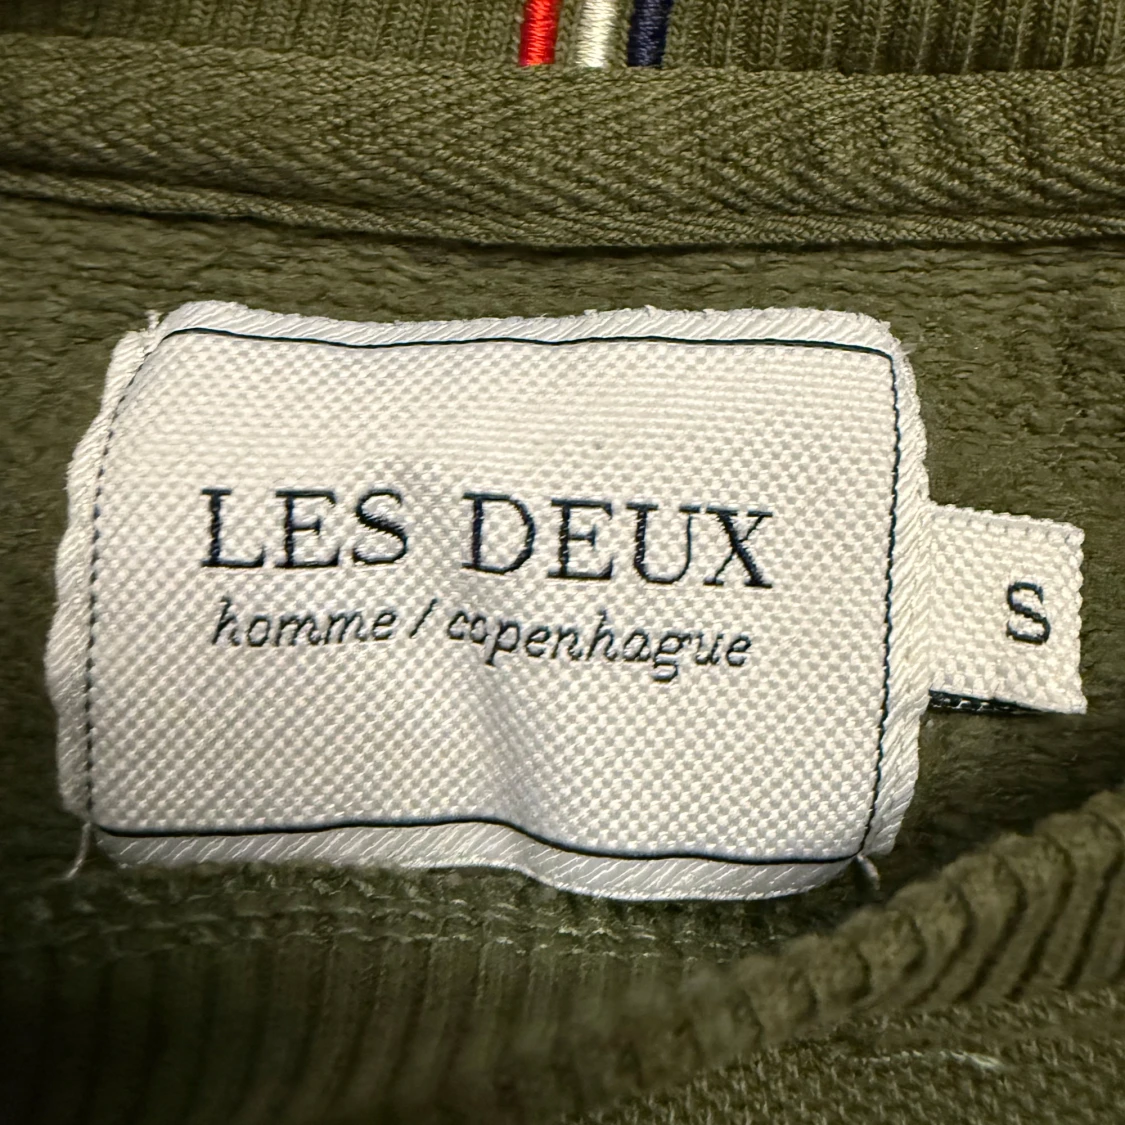 LES DEUX
homme / copenhague
S